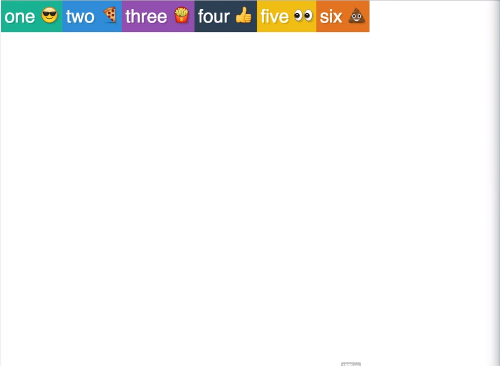 one 😎 two 🍕 three 🍟 four 👍 five 👀 six 💩